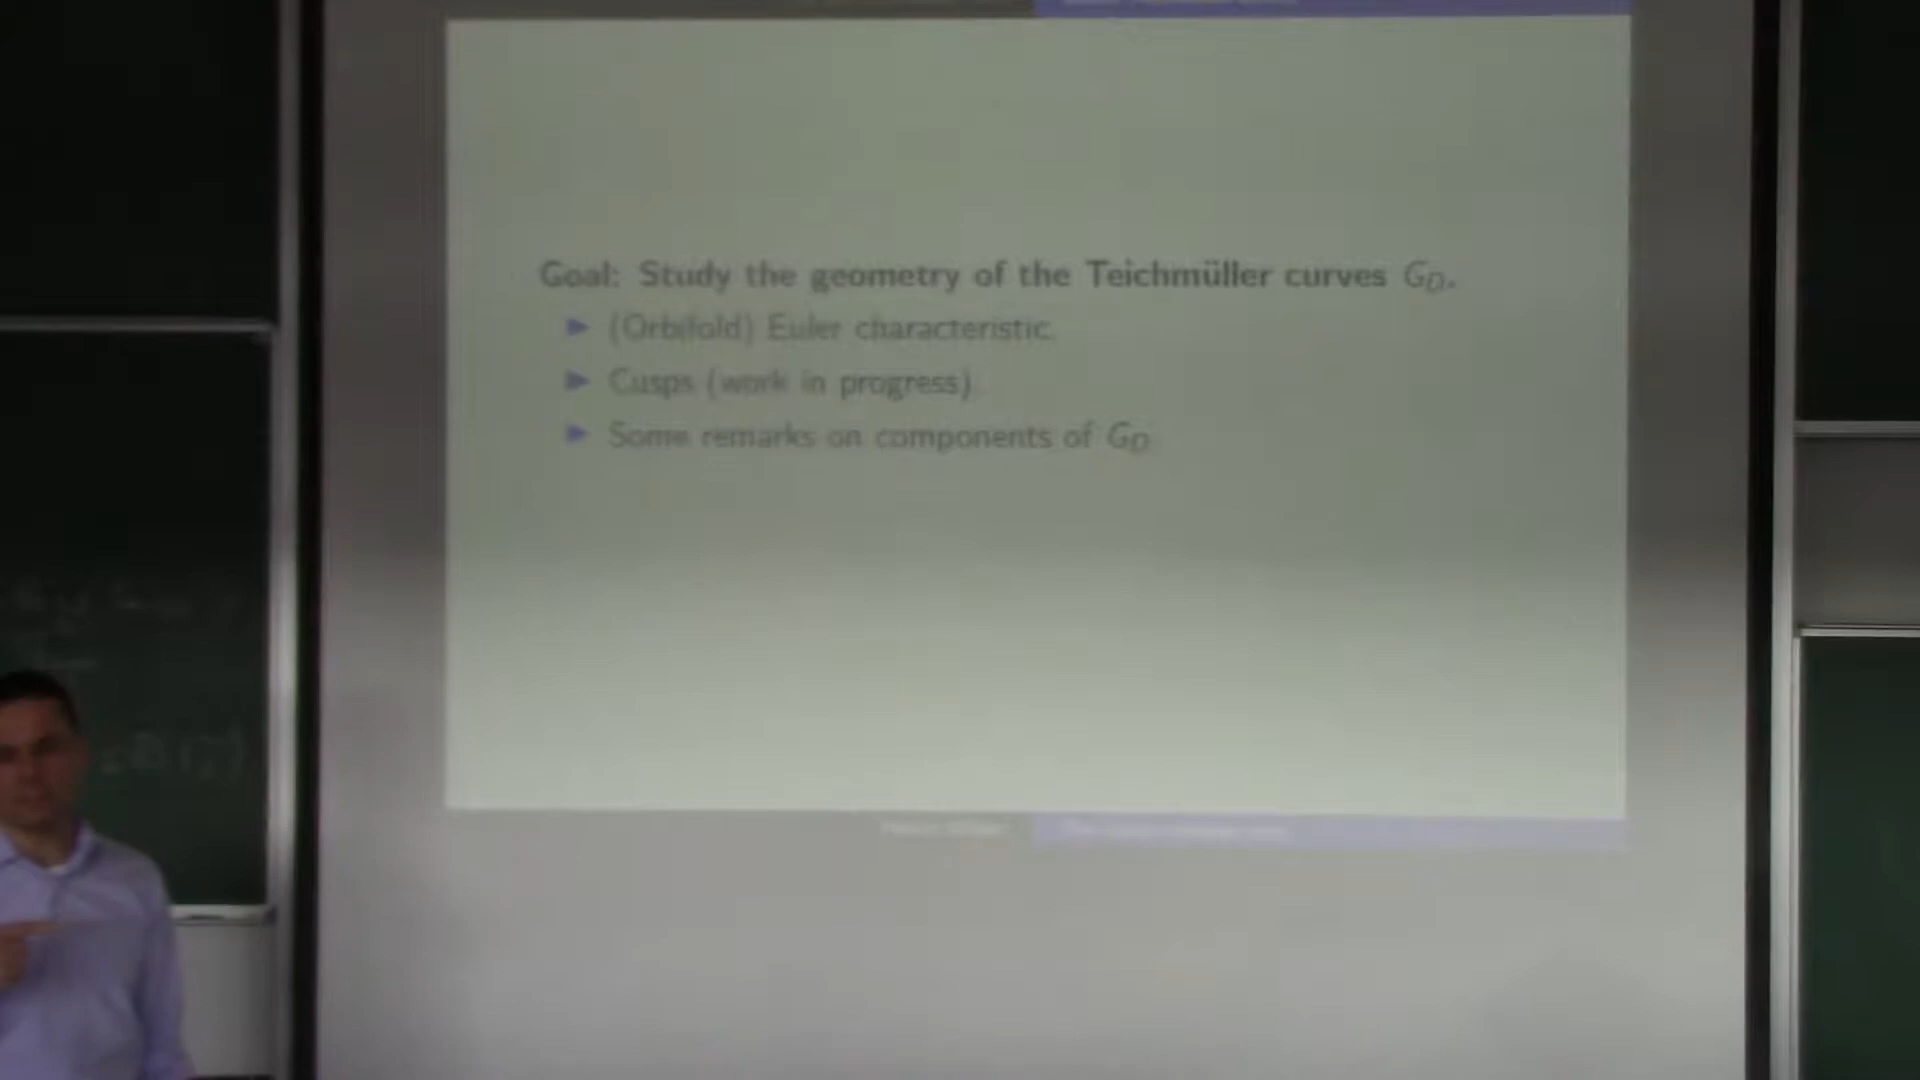 Goal: Study the geometry of the Teichmüller curves G_D.
(Orbifold) Euler characteristic.
Cusps (work in progress)
Some remarks on components of G_D